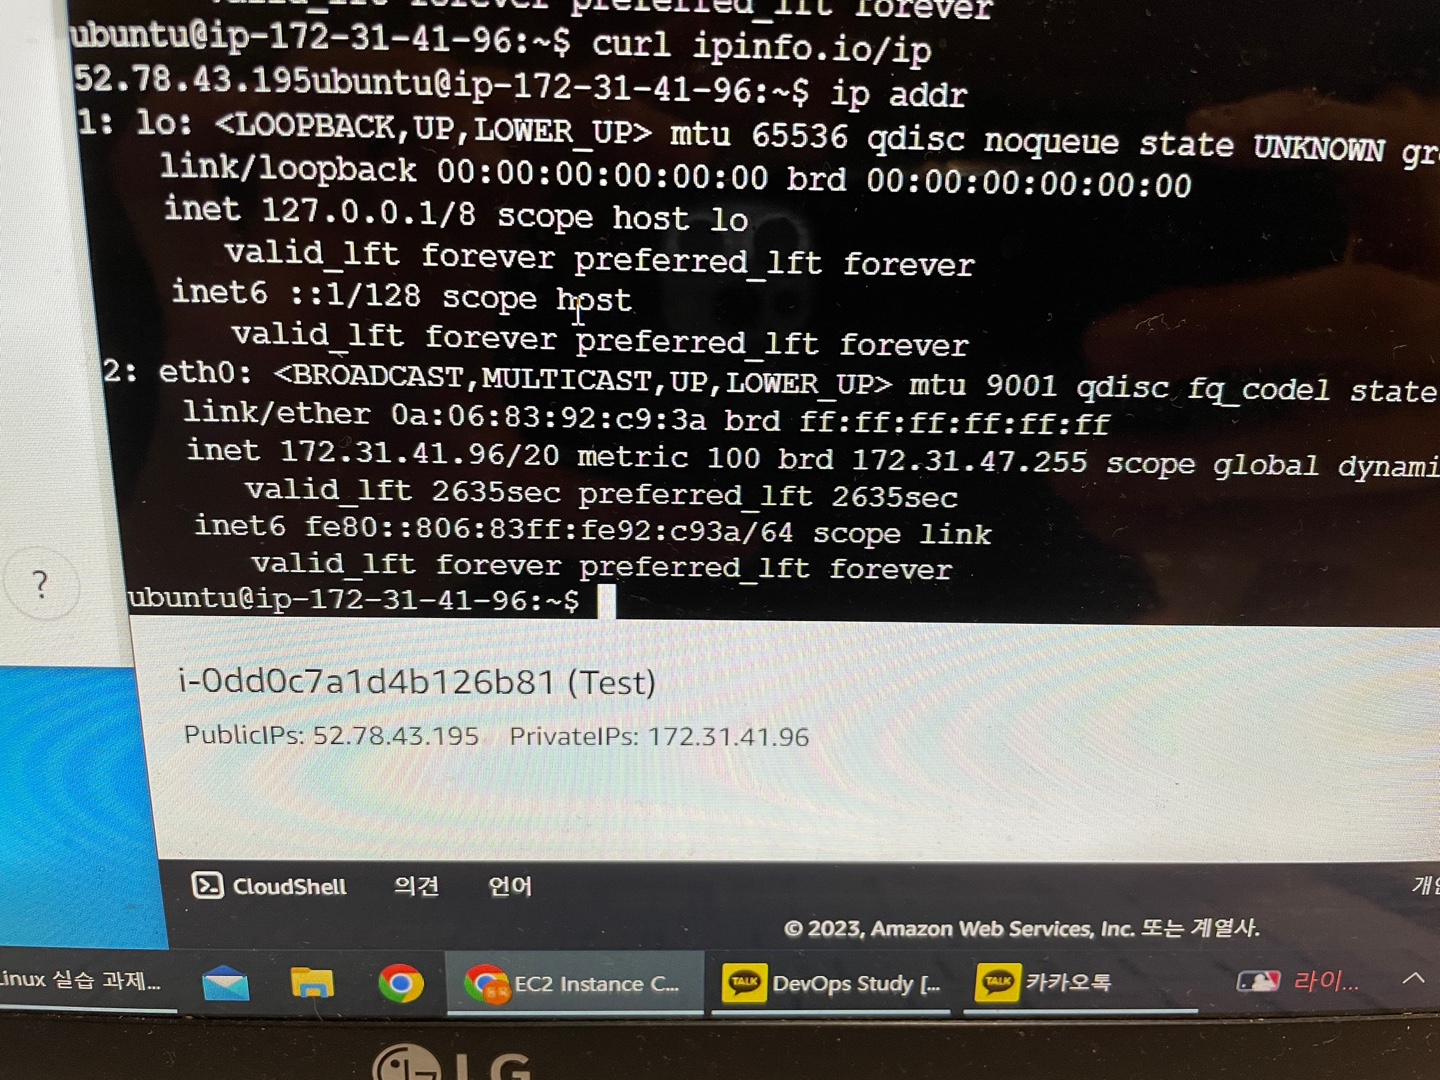 valid_lft forever preferred_lft forever
ubuntu@ip-172-31-41-96:~$ curl ipinfo.io/ip
52.78.43.195ubuntu@ip-172-31-41-96:~$ ip addr
1: lo: <LOOPBACK,UP,LOWER_UP> mtu 65536 qdisc noqueue state UNKNOWN gr
link/loopback 00:00:00:00:00:00 brd 00:00:00:00:00:00
inet 127.0.0.1/8 scope host lo
valid_lft forever preferred_lft forever
inet6 ::1/128 scope host
valid_lft forever preferred_lft forever
2: eth0: <BROADCAST,MULTICAST,UP,LOWER_UP> mtu 9001 qdisc fq_codel state
link/ether 0a:06:83:92:c9:3a brd ff:ff:ff:ff:ff:ff
inet 172.31.41.96/20 metric 100 brd 172.31.47.255 scope global dynami
valid_lft 2635sec preferred_lft 2635sec
inet6 fe80::806:83ff:fe92:c93a/64 scope link
valid_lft forever preferred_lft forever
ubuntu@ip-172-31-41-96:~$
?
i-0dd0c7a1d4b126b81 (Test)
PublicIPs: 52.78.43.195 PrivateIPs: 172.31.41.96
CloudShell 의견 언어 개인
© 2023, Amazon Web Services, Inc. 또는 계열사.
Linux 실습 과제... EC2 Instance C... TALK DevOps Study [... TALK 카카오톡 라이...
LG